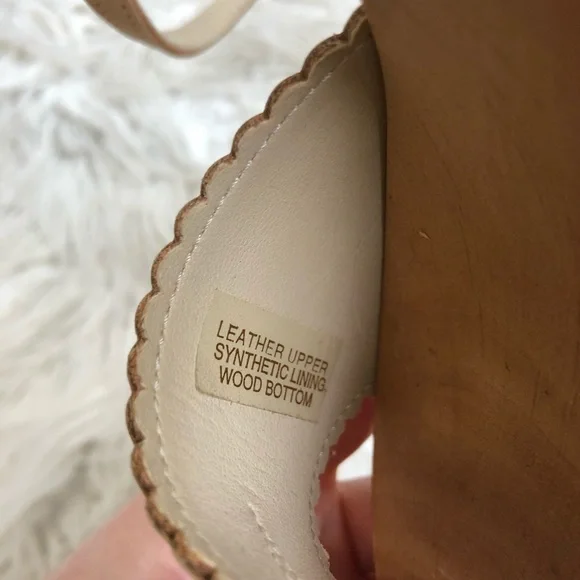 LEATHER UPPER
SYNTHETIC LINING
WOOD BOTTOM